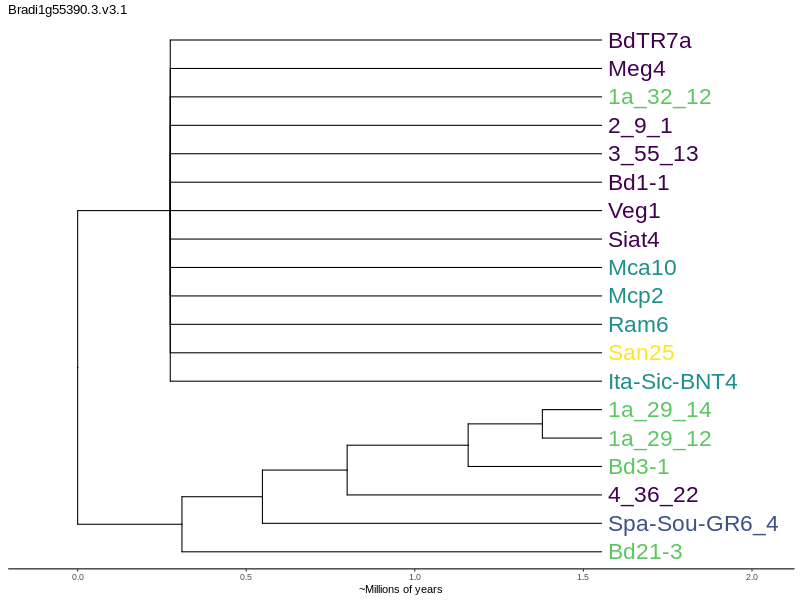 Bradi1g55390.3.v3.1
BdTR7a
Meg4
1a_32_12
2_9_1
3_55_13
Bd1-1
Veg1
Siat4
Mca10
Mcp2
Ram6
San25
Ita-Sic-BNT4
1a_29_14
1a_29_12
Bd3-1
4_36_22
Spa-Sou-GR6_4
Bd21-3
0.0 0.5 1.0 1.5 2.0
~Millions of years